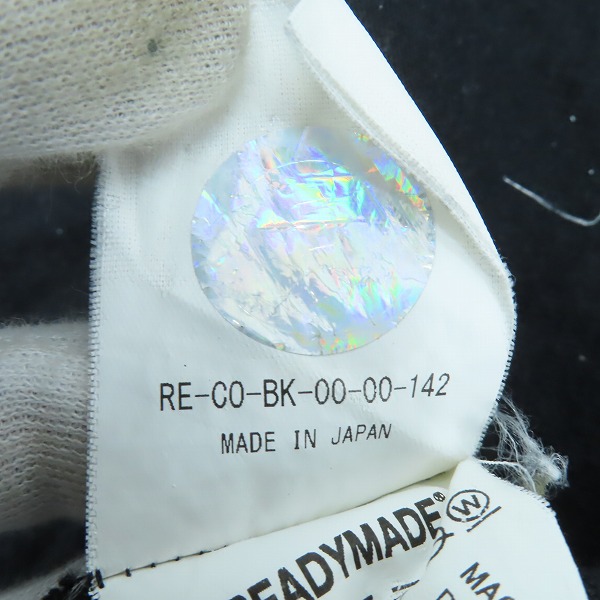 RE-CO-BK-00-00-142
MADE IN JAPAN
READYMADE®
W